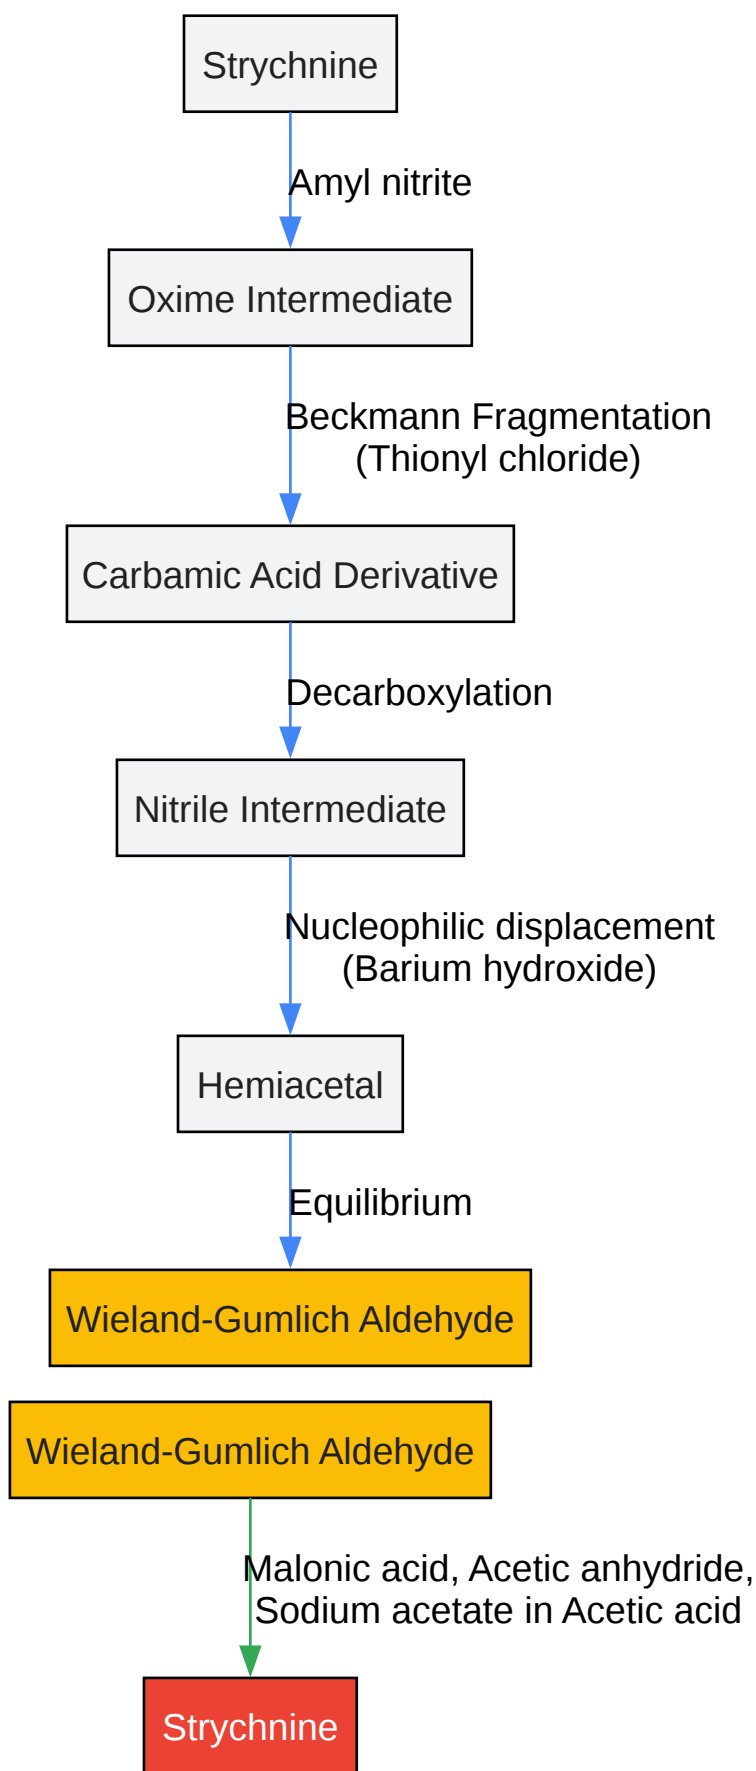 Strychnine
Amyl nitrite
Oxime Intermediate
Beckmann Fragmentation
(Thionyl chloride)
Carbamic Acid Derivative
Decarboxylation
Nitrile Intermediate
Nucleophilic displacement
(Barium hydroxide)
Hemiacetal
Equilibrium
Wieland-Gumlich Aldehyde
Wieland-Gumlich Aldehyde
Malonic acid, Acetic anhydride,
Sodium acetate in Acetic acid
Strychnine